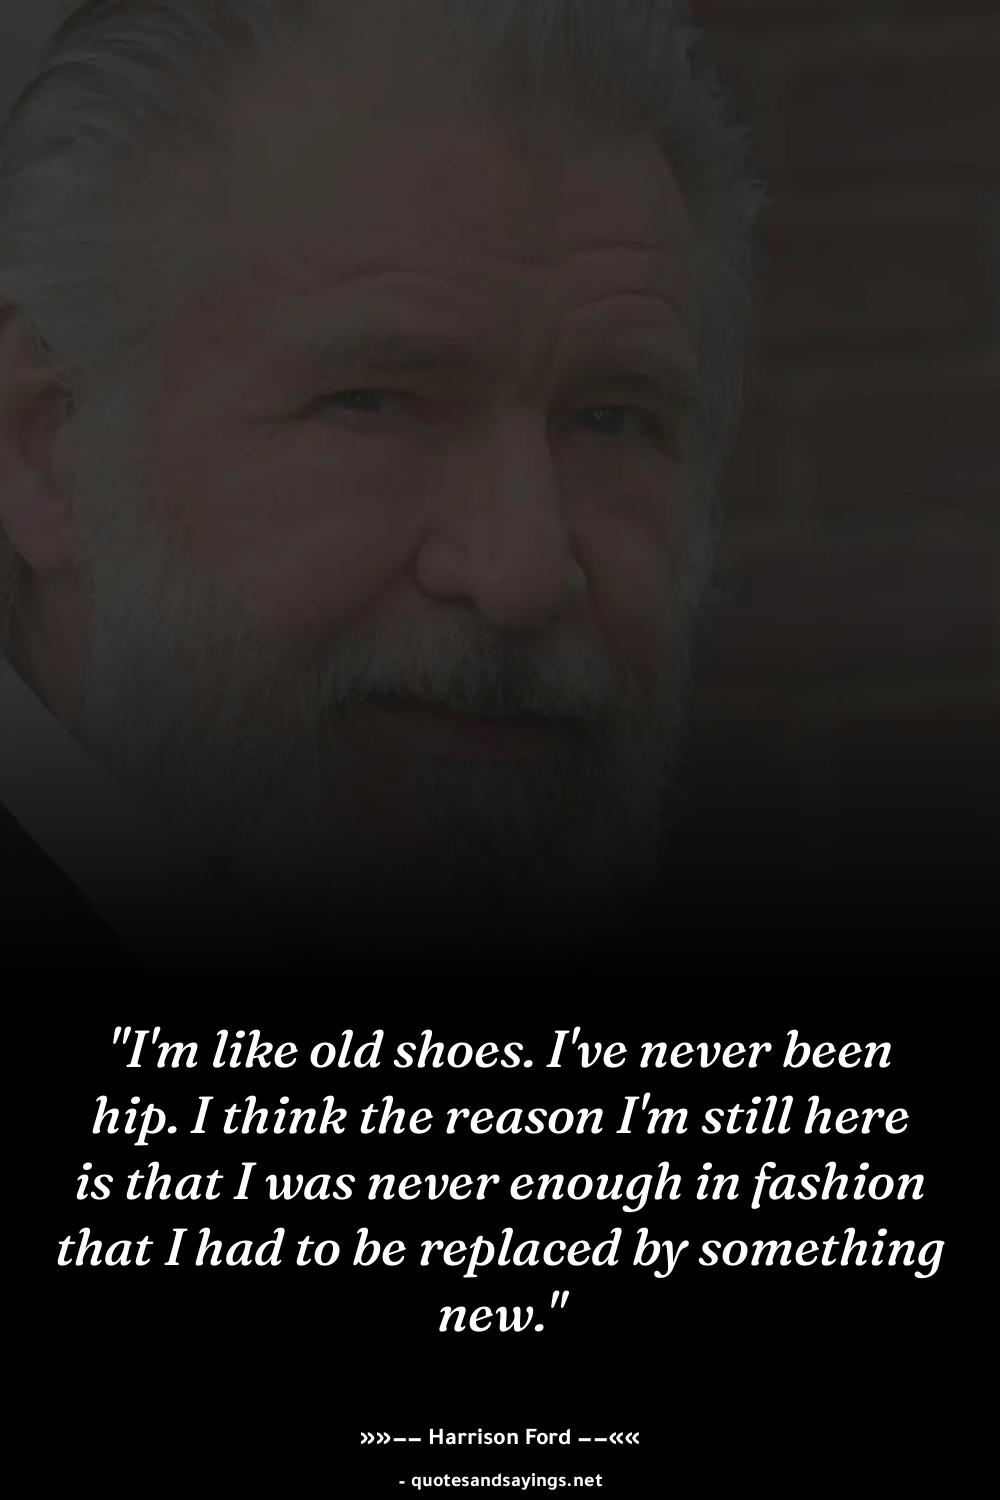 "I'm like old shoes. I've never been
hip. I think the reason I'm still here
is that I was never enough in fashion
that I had to be replaced by something
new."
»»−− Harrison Ford −−««
- quotesandsayings.net